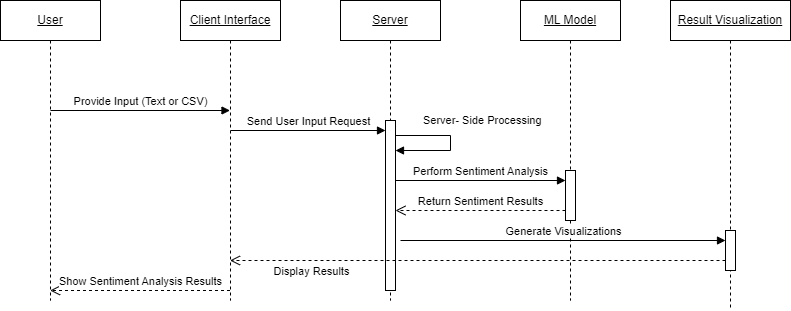 User
Client Interface
Server
ML Model
Result Visualization
Provide Input (Text or CSV)
Send User Input Request
Server- Side Processing
Perform Sentiment Analysis
Return Sentiment Results
Generate Visualizations
Display Results
Show Sentiment Analysis Results